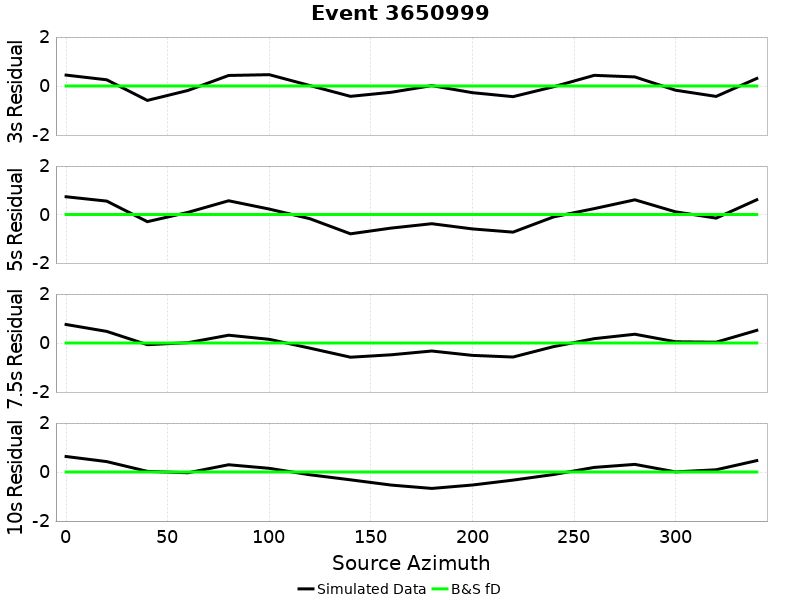 Event 3650999
3s Residual
2
0
-2
5s Residual
2
0
-2
7.5s Residual
2
0
-2
10s Residual
2
0
-2
0 50 100 150 200 250 300
Source Azimuth
Simulated Data B&S fD